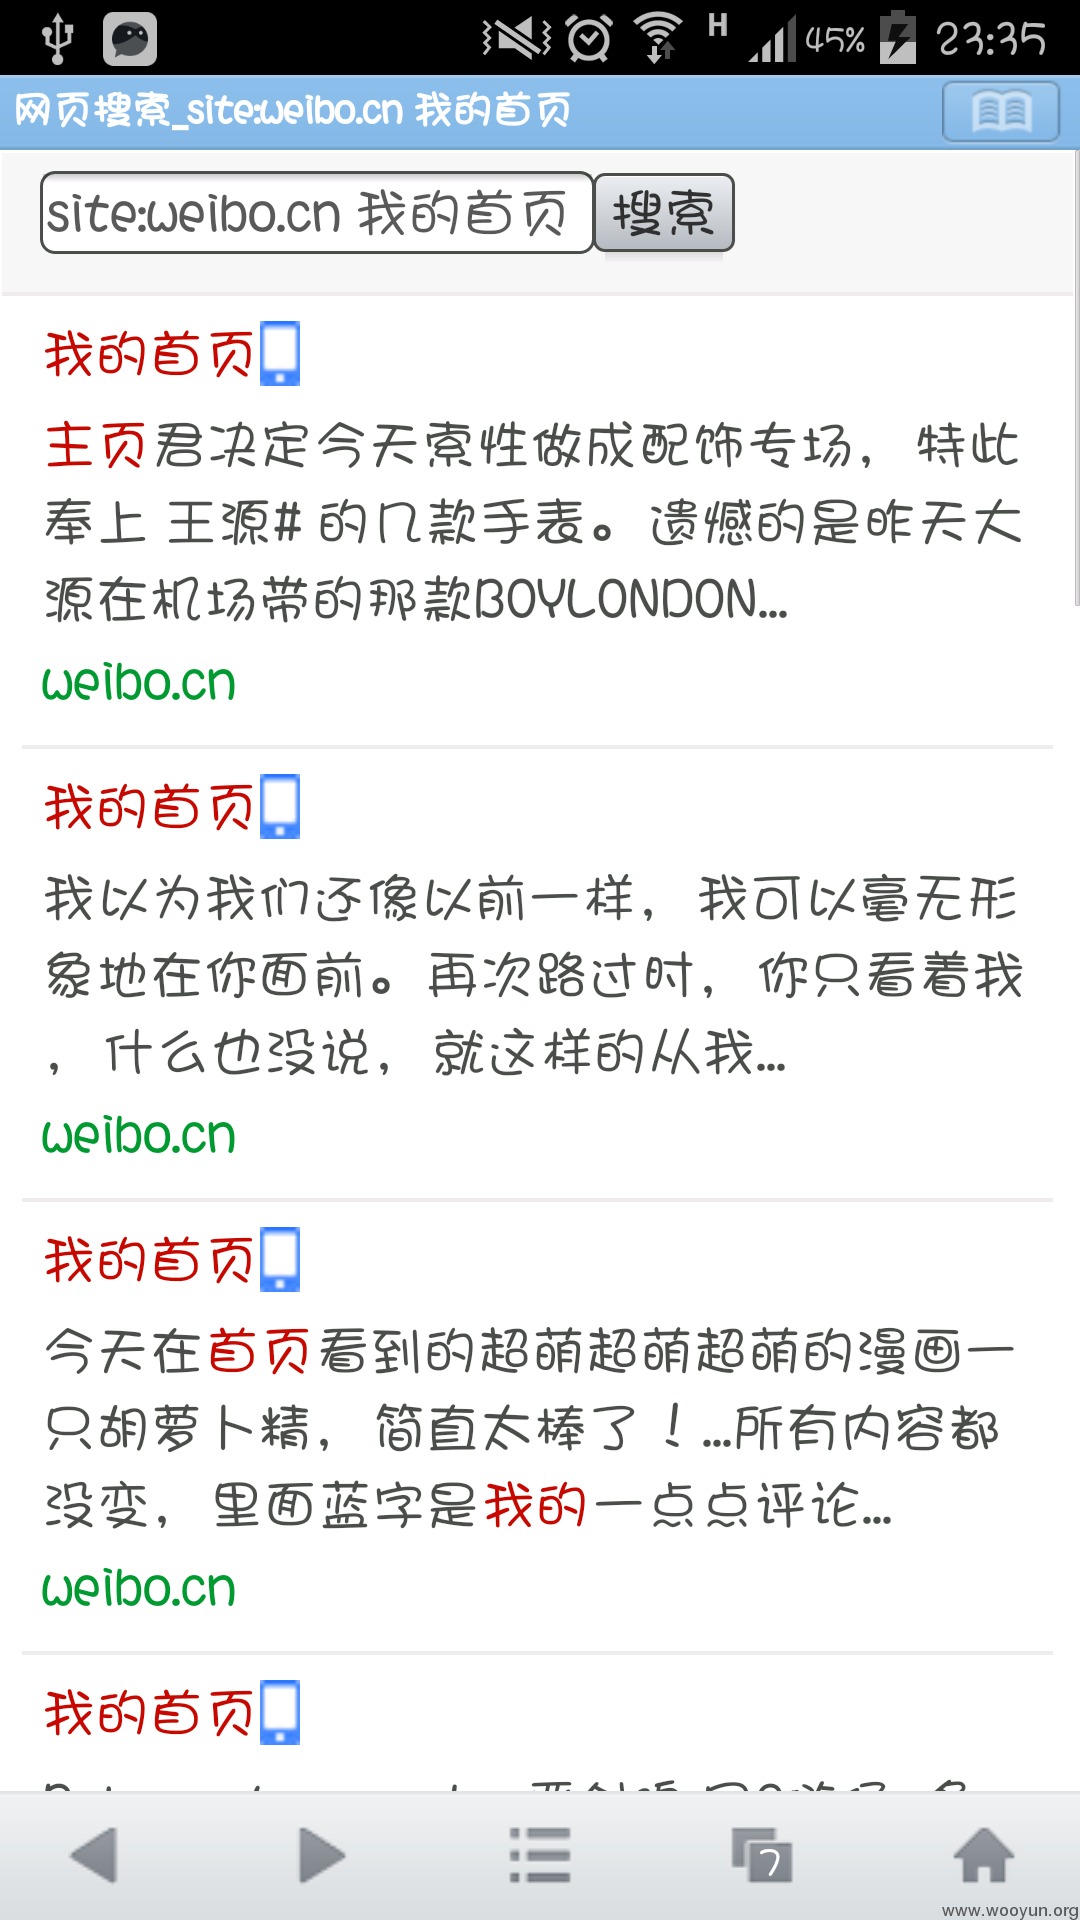 H 45% 23:35
网页搜索_site:weibo.cn 我的首页
site:weibo.cn 我的首页 搜索
我的首页
主页君决定今天索性做成配饰专场，特此
奉上 王源# 的几款手表。遗憾的是昨天大
源在机场带的那款BOYLONDON...
weibo.cn
我的首页
我以为我们还像以前一样，我可以毫无形
象地在你面前。再次路过时，你只看着我
，什么也没说，就这样的从我...
weibo.cn
我的首页
今天在首页看到的超萌超萌超萌的漫画一
只胡萝卜精，简直太棒了！...所有内容都
没变，里面蓝字是我的一点点评论...
weibo.cn
我的首页
7
www.wooyun.org